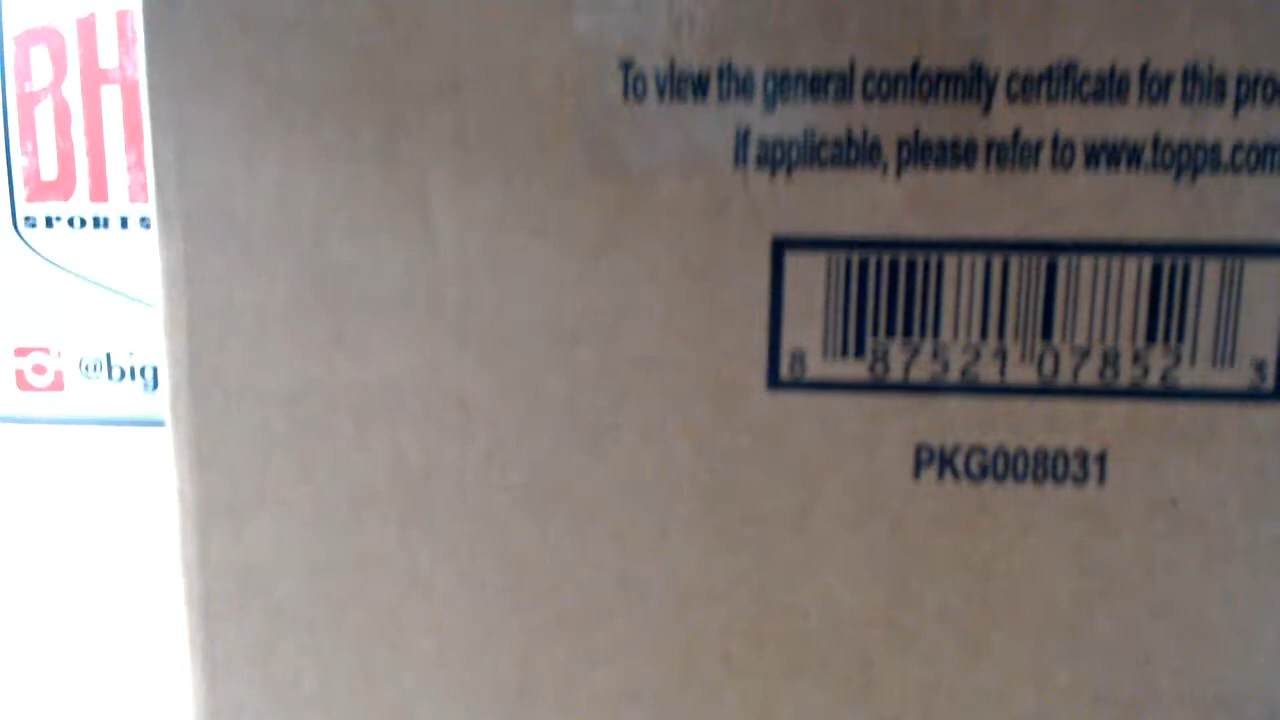 BH
SPORTS
@big
To view the general conformity certificate for this pro
if applicable, please refer to www.topps.com
8 87521 07852 3
PKG008031